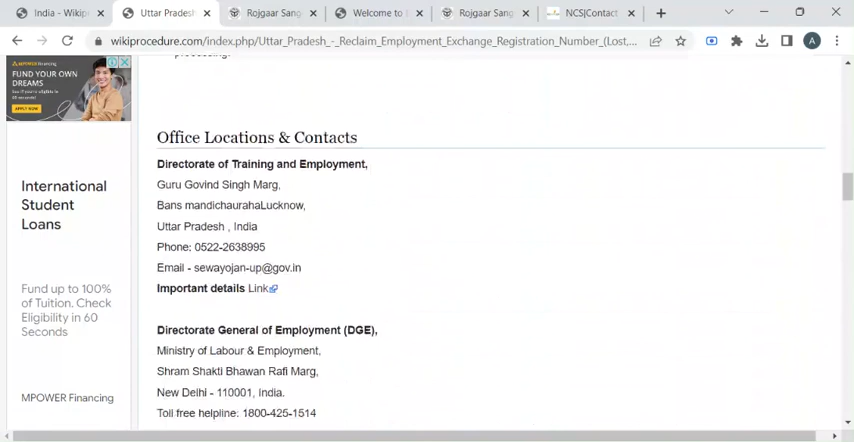 India - Wikip
Uttar Pradesh
Rojgaar Sang
Welcome to
Rojgaar Sang
NCS|Contact
wikiprocedure.com/index.php/Uttar_Pradesh_-_Reclaim_Employment_Exchange_Registration_Number_(Lost,...
A
processing.
MPOWER Financing
FUND YOUR OWN
DREAMS
APPLY NOW
International
Student
Loans
Fund up to 100%
of Tuition. Check
Eligibility in 60
Seconds
MPOWER Financing
Office Locations & Contacts
Directorate of Training and Employment,
Guru Govind Singh Marg,
Bans mandichaurahaLucknow,
Uttar Pradesh , India
Phone: 0522-2638995
Email - sewayojan-up@gov.in
Important details Link
Directorate General of Employment (DGE),
Ministry of Labour & Employment,
Shram Shakti Bhawan Rafi Marg,
New Delhi - 110001, India.
Toll free helpline: 1800-425-1514